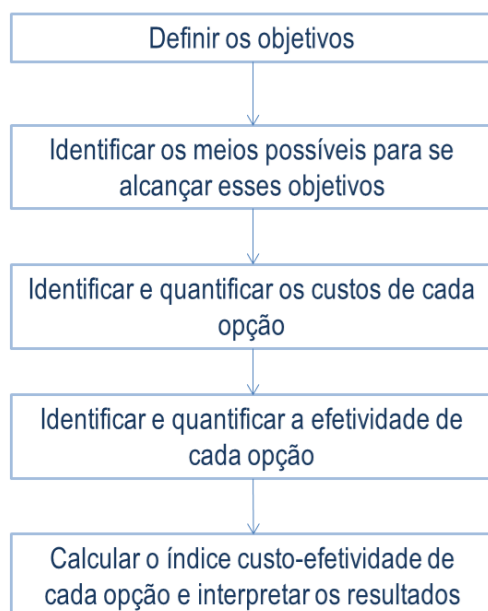 Definir os objetivos
Identificar os meios possíveis para se
alcançar esses objetivos
Identificar e quantificar os custos de cada
opção
Identificar e quantificar a efetividade de
cada opção
Calcular o índice custo-efetividade de
cada opção e interpretar os resultados